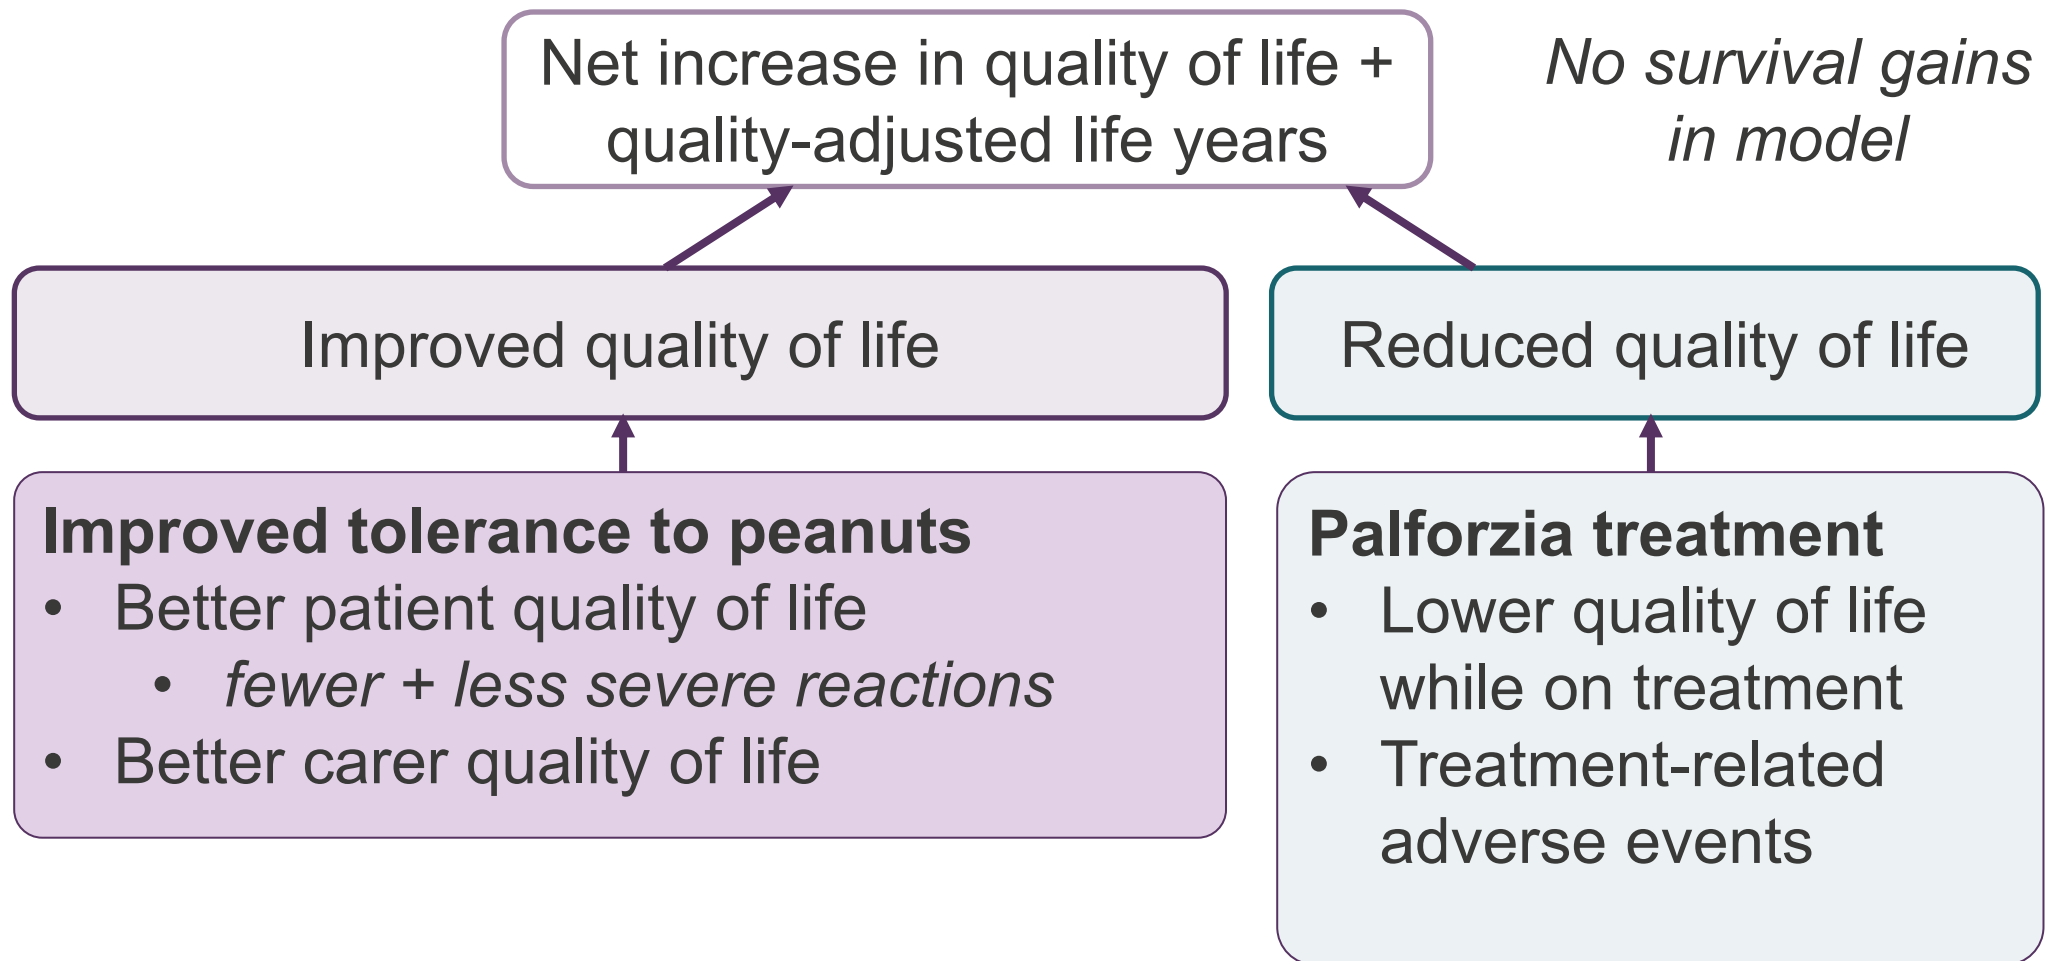 Net increase in quality of life +
quality-adjusted life years
No survival gains
in model
Improved quality of life
Reduced quality of life
Improved tolerance to peanuts
• Better patient quality of life
• fewer + less severe reactions
• Better carer quality of life
Palforzia treatment
• Lower quality of life
while on treatment
• Treatment-related
adverse events